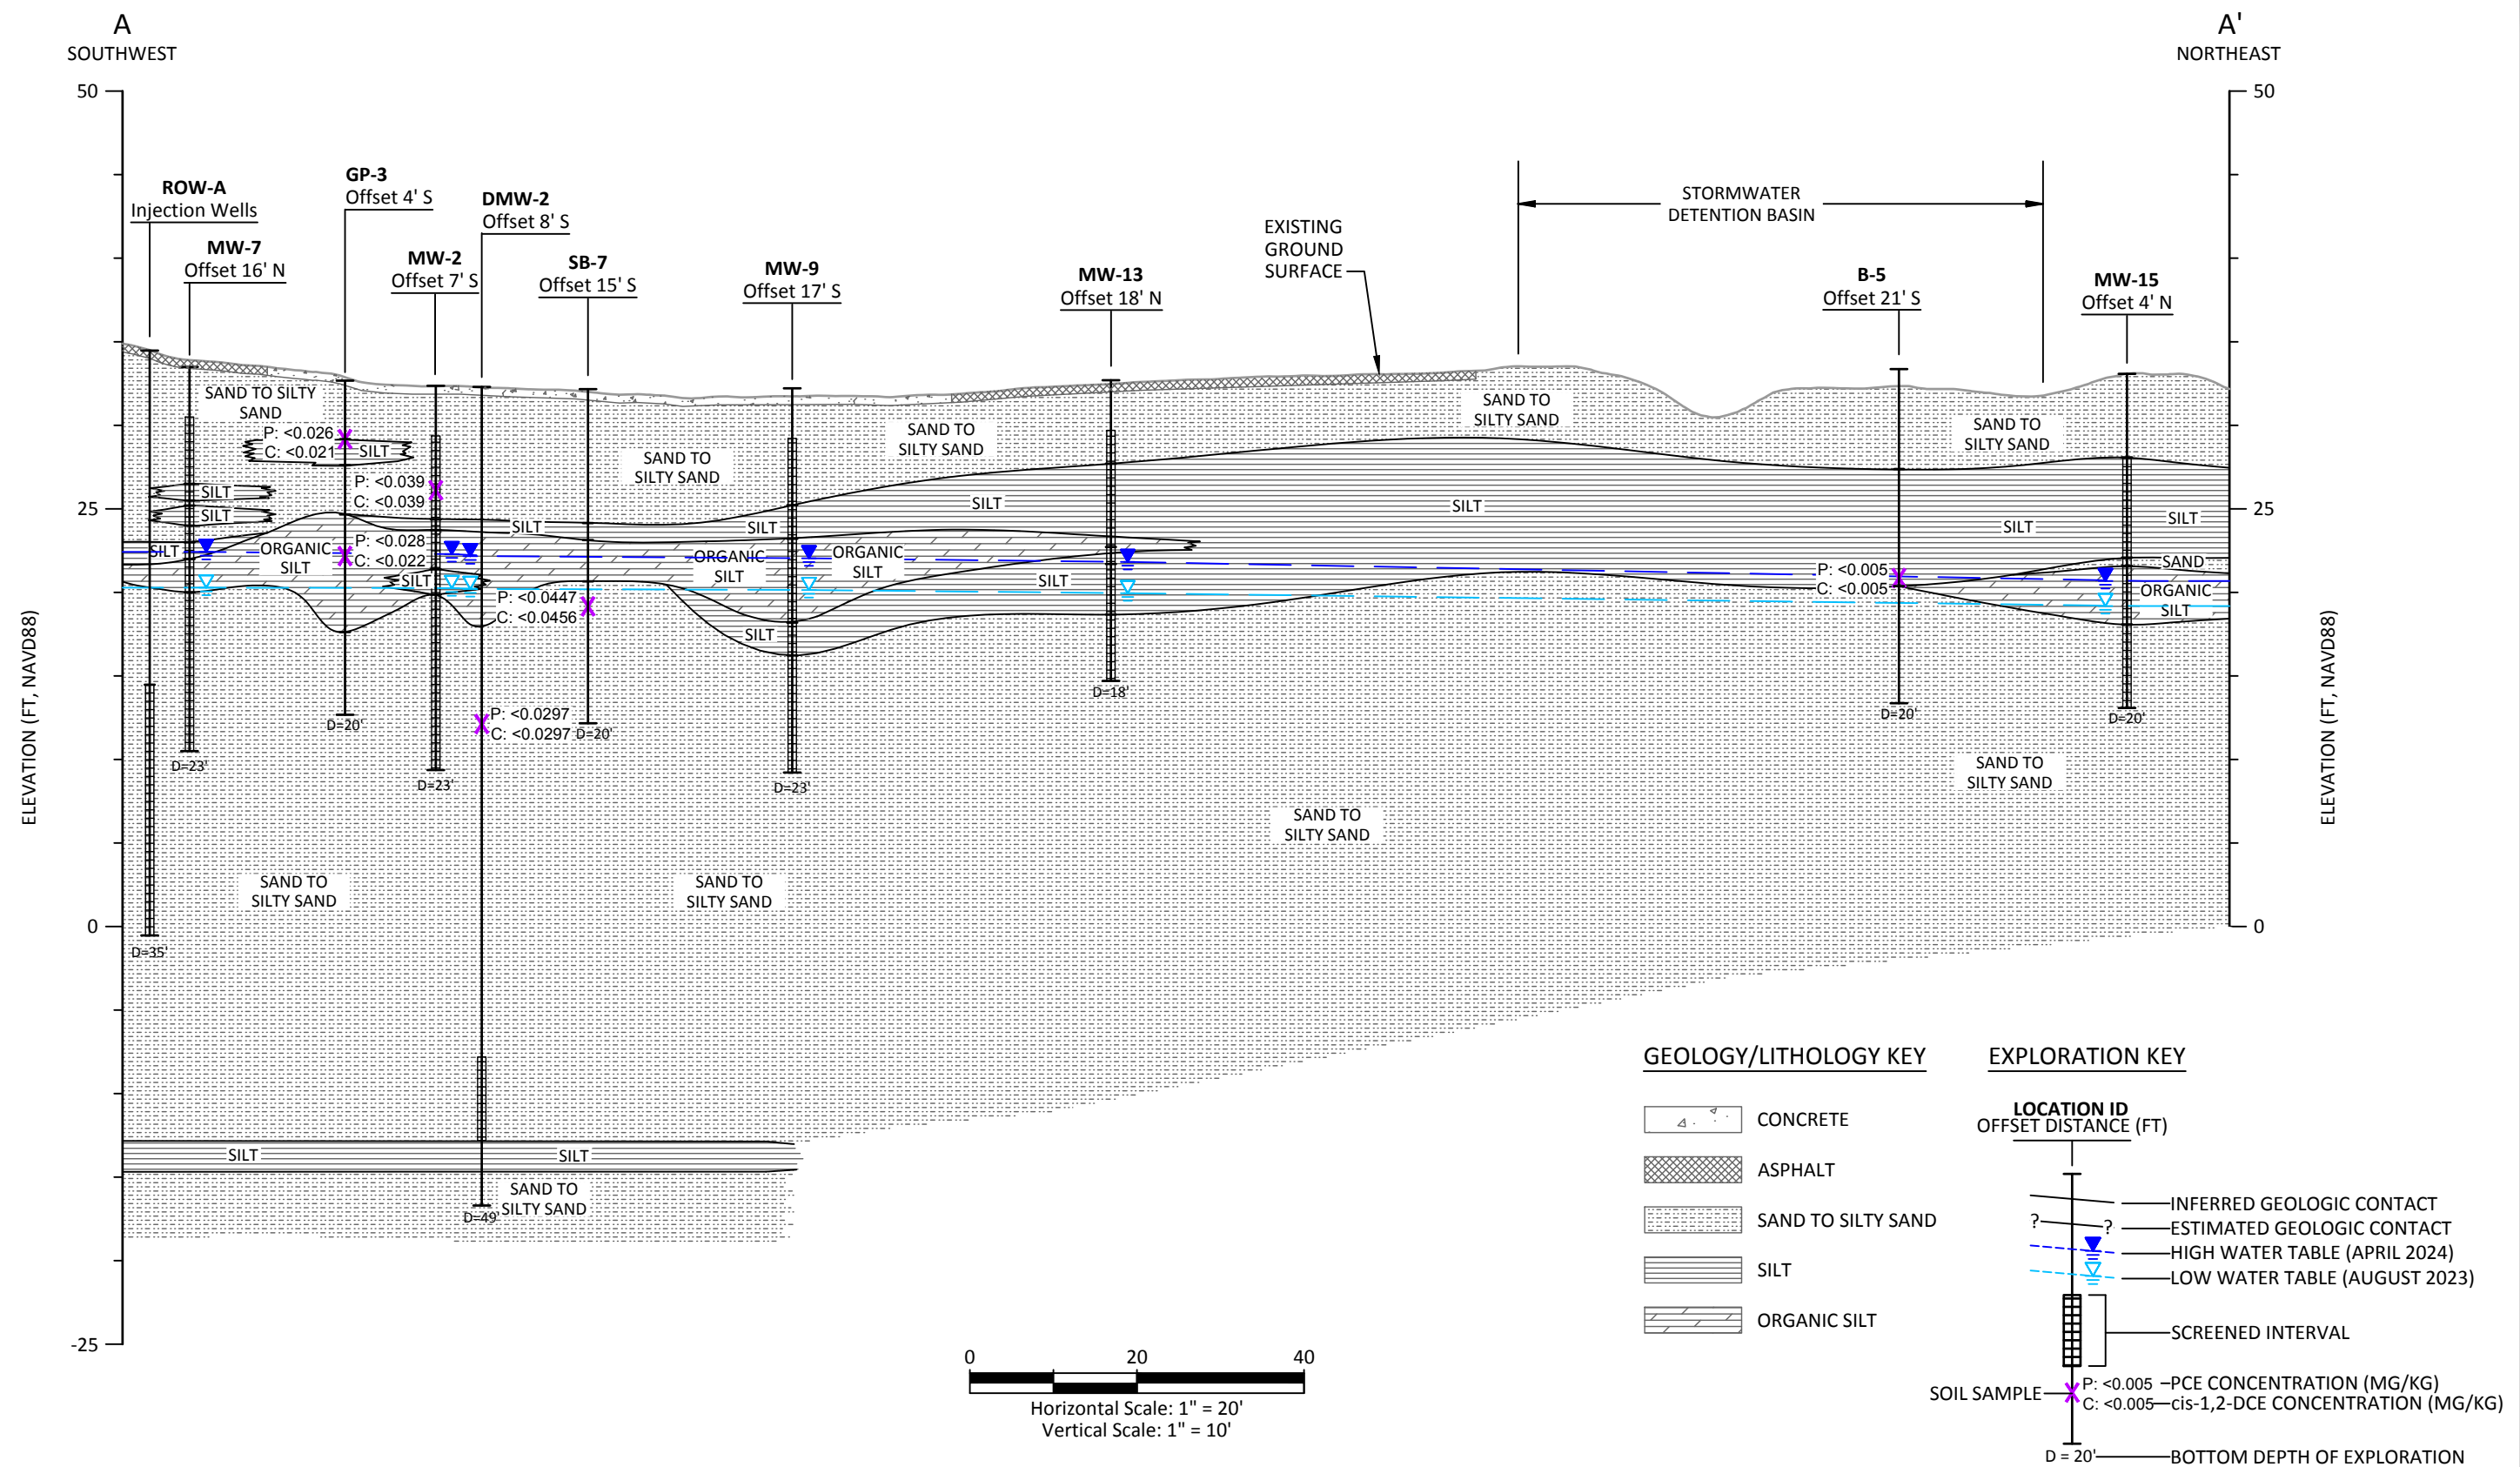 A
SOUTHWEST
A'
NORTHEAST
50
50
ROW-A
Injection Wells
MW-7
Offset 16' N
GP-3
Offset 4' S
MW-2
Offset 7' S
DMW-2
Offset 8' S
SB-7
Offset 15' S
MW-9
Offset 17' S
MW-13
Offset 18' N
EXISTING
GROUND
SURFACE
STORMWATER
DETENTION BASIN
B-5
Offset 21' S
MW-15
Offset 4' N
SAND TO SILTY
SAND
P: <0.026
C: <0.021
SILT
SILT
SILT
SILT
P: <0.039
C: <0.039
ORGANIC
SILT
P: <0.028
C: <0.022
SILT
SAND TO
SILTY SAND
SILT
P: <0.0447
C: <0.0456
SAND TO
SILTY SAND
SILT
ORGANIC
SILT
ORGANIC
SILT
SILT
SILT
SILT
SAND TO
SILTY SAND
SILT
SAND TO
SILTY SAND
SILT
SILT
SAND
ORGANIC
SILT
P: <0.005
C: <0.005
25
25
P: <0.0297
C: <0.0297
D=20'
D=23'
D=20'
D=23'
D=23'
D=18'
D=20'
D=20'
SAND TO
SILTY SAND
SAND TO
SILTY SAND
SAND TO
SILTY SAND
SAND TO
SILTY SAND
ELEVATION (FT, NAVD88)
ELEVATION (FT, NAVD88)
0
0
D=35'
SILT
SILT
SAND TO
SILTY SAND
D=49'
-25
0
20
40
Horizontal Scale: 1" = 20'
Vertical Scale: 1" = 10'
GEOLOGY/LITHOLOGY KEY
CONCRETE
ASPHALT
SAND TO SILTY SAND
SILT
ORGANIC SILT
EXPLORATION KEY
LOCATION ID
OFFSET DISTANCE (FT)
INFERRED GEOLOGIC CONTACT
? ? ESTIMATED GEOLOGIC CONTACT
HIGH WATER TABLE (APRIL 2024)
LOW WATER TABLE (AUGUST 2023)
SCREENED INTERVAL
SOIL SAMPLE
P: <0.005 PCE CONCENTRATION (MG/KG)
C: <0.005 cis-1,2-DCE CONCENTRATION (MG/KG)
D = 20' BOTTOM DEPTH OF EXPLORATION